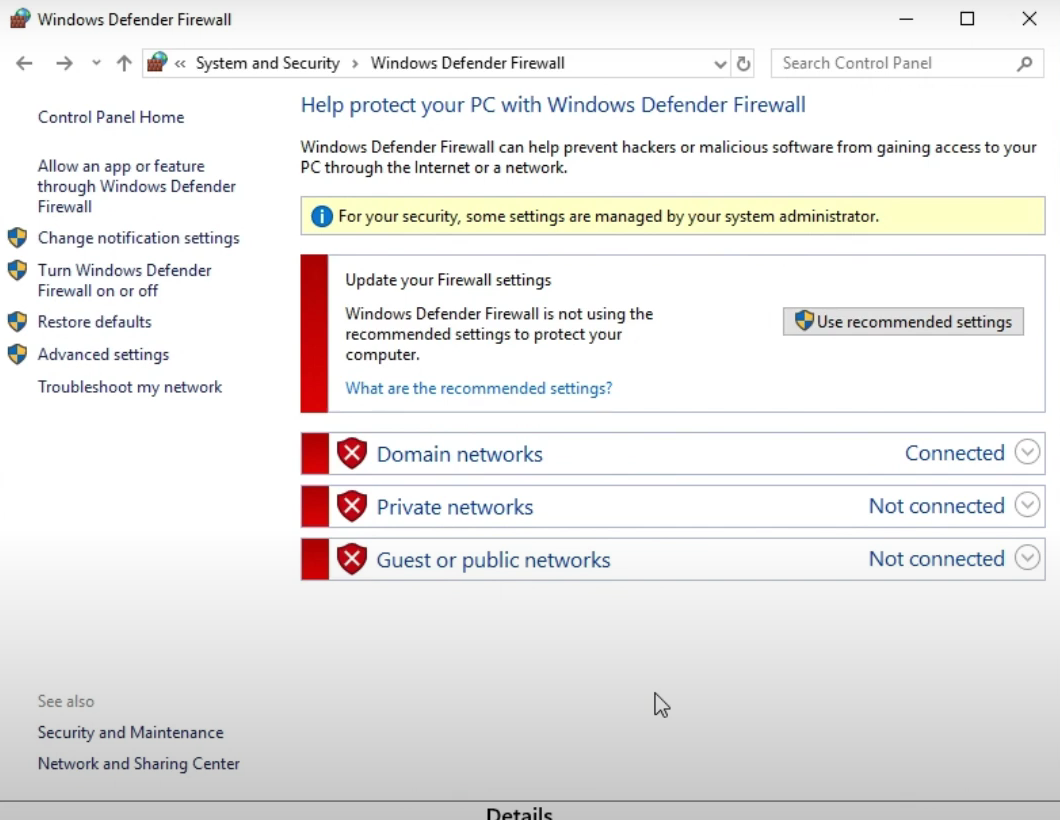 Windows Defender Firewall
« System and Security › Windows Defender Firewall
Search Control Panel
Control Panel Home
Allow an app or feature
through Windows Defender
Firewall
Change notification settings
Turn Windows Defender
Firewall on or off
Restore defaults
Advanced settings
Troubleshoot my network
Help protect your PC with Windows Defender Firewall
Windows Defender Firewall can help prevent hackers or malicious software from gaining access to your
PC through the Internet or a network.
For your security, some settings are managed by your system administrator.
Update your Firewall settings
Windows Defender Firewall is not using the
recommended settings to protect your
computer.
Use recommended settings
What are the recommended settings?
Domain networks Connected
Private networks Not connected
Guest or public networks Not connected
See also
Security and Maintenance
Network and Sharing Center
Details